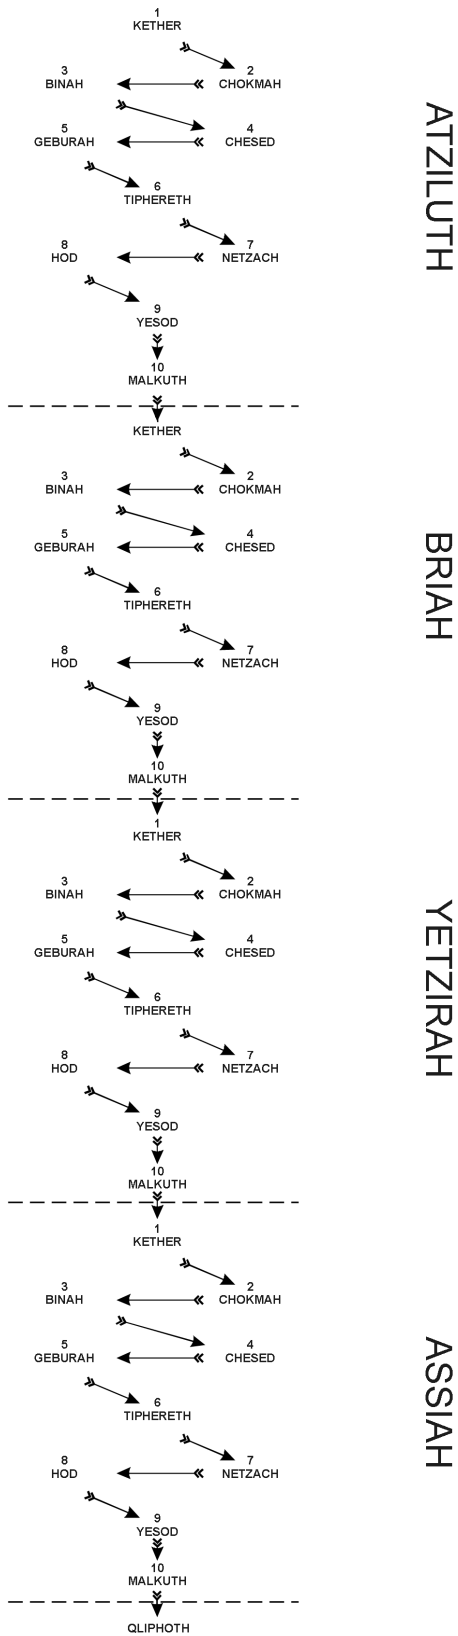 1
KETHER
3 2
BINAH CHOKMAH
5 4
GEBURAH CHESED
6
TIPHERETH
8 7
HOD NETZACH
9
YESOD
10
MALKUTH
ATZILUTH
KETHER
3 2
BINAH CHOKMAH
5 4
GEBURAH CHESED
6
TIPHERETH
8 7
HOD NETZACH
9
YESOD
10
MALKUTH
BRIAH
1
KETHER
3 2
BINAH CHOKMAH
5 4
GEBURAH CHESED
6
TIPHERETH
8 7
HOD NETZACH
9
YESOD
10
MALKUTH
YETZIRAH
1
KETHER
3 2
BINAH CHOKMAH
5 4
GEBURAH CHESED
6
TIPHERETH
8 7
HOD NETZACH
9
YESOD
10
MALKUTH
ASSIAH
QLIPHOTH